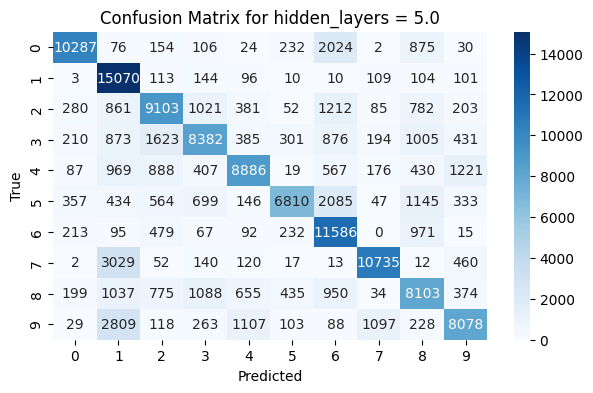 Confusion Matrix for hidden_layers = 5.0
0 10287 76 154 106 24 232 2024 2 875 30
1 3 15070 113 144 96 10 10 109 104 101
2 280 861 9103 1021 381 52 1212 85 782 203
3 210 873 1623 8382 385 301 876 194 1005 431
4 87 969 888 407 8886 19 567 176 430 1221
5 357 434 564 699 146 6810 2085 47 1145 333
6 213 95 479 67 92 232 11586 0 971 15
7 2 3029 52 140 120 17 13 10735 12 460
8 199 1037 775 1088 655 435 950 34 8103 374
9 29 2809 118 263 1107 103 88 1097 228 8078
0 1 2 3 4 5 6 7 8 9
True
Predicted
14000
12000
10000
8000
6000
4000
2000
0